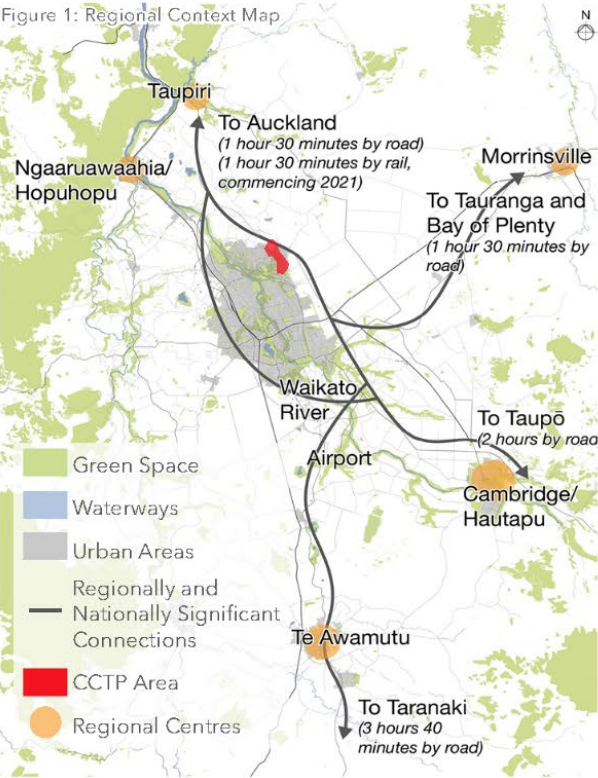 Figure 1: Regional Context Map
N
Taupiri
To Auckland
(1 hour 30 minutes by road)
(1 hour 30 minutes by rail,
commencing 2021)
Ngaaruawaahia/
Hopuhopu
Morrinsville
To Tauranga and
Bay of Plenty
(1 hour 30 minutes by
road)
Waikato
River
Airport
To Taupō
(2 hours by road
Cambridge/
Hautapu
Te Awamutu
To Taranaki
(3 hours 40
minutes by road)
Green Space
Waterways
Urban Areas
Regionally and
Nationally Significant
Connections
CCTP Area
Regional Centres